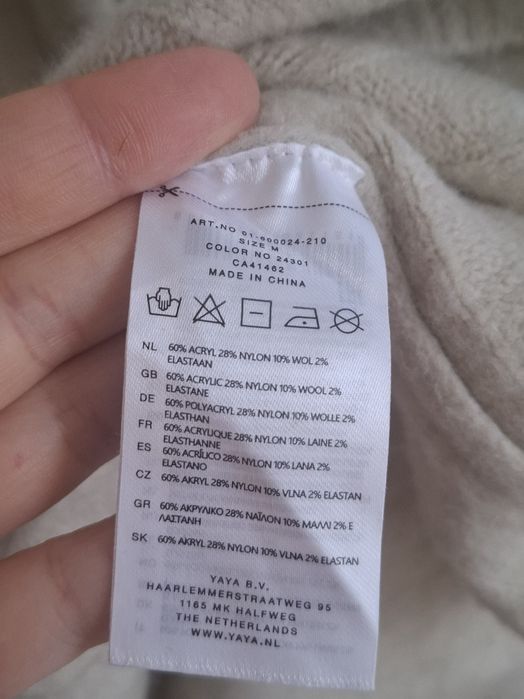 ART.NO 01-600024-210
SIZE M
COLOR NO 24301
CA41462
MADE IN CHINA
NL 60% ACRYL 28% NYLON 10% WOL 2%
ELASTAAN
GB 60% ACRYLIC 28% NYLON 10% WOOL 2%
ELASTANE
DE 60% POLYACRYL 28% NYLON 10% WOLLE 2%
ELASTHAN
FR 60% ACRYLIQUE 28% NYLON 10% LAINE 2%
ELASTHANNE
ES 60% ACRÍLICO 28% NYLON 10% LANA 2%
ELASTANO
CZ 60% AKRYL 28% NYLON 10% VLNA 2% ELASTAN
GR 60% ΑΚΡΥΛΙΚΟ 28% ΝΑΪΛΟΝ 10% ΜΑΛΛΙ 2% Ε
ΛΑΣΤΑΝΗ
SK 60% AKRYL 28% NYLON 10% VLNA 2% ELASTAN
YAYA B.V.
HAARLEMMERSTRAATWEG 95
1165 MK HALFWEG
THE NETHERLANDS
WWW.YAYA.NL